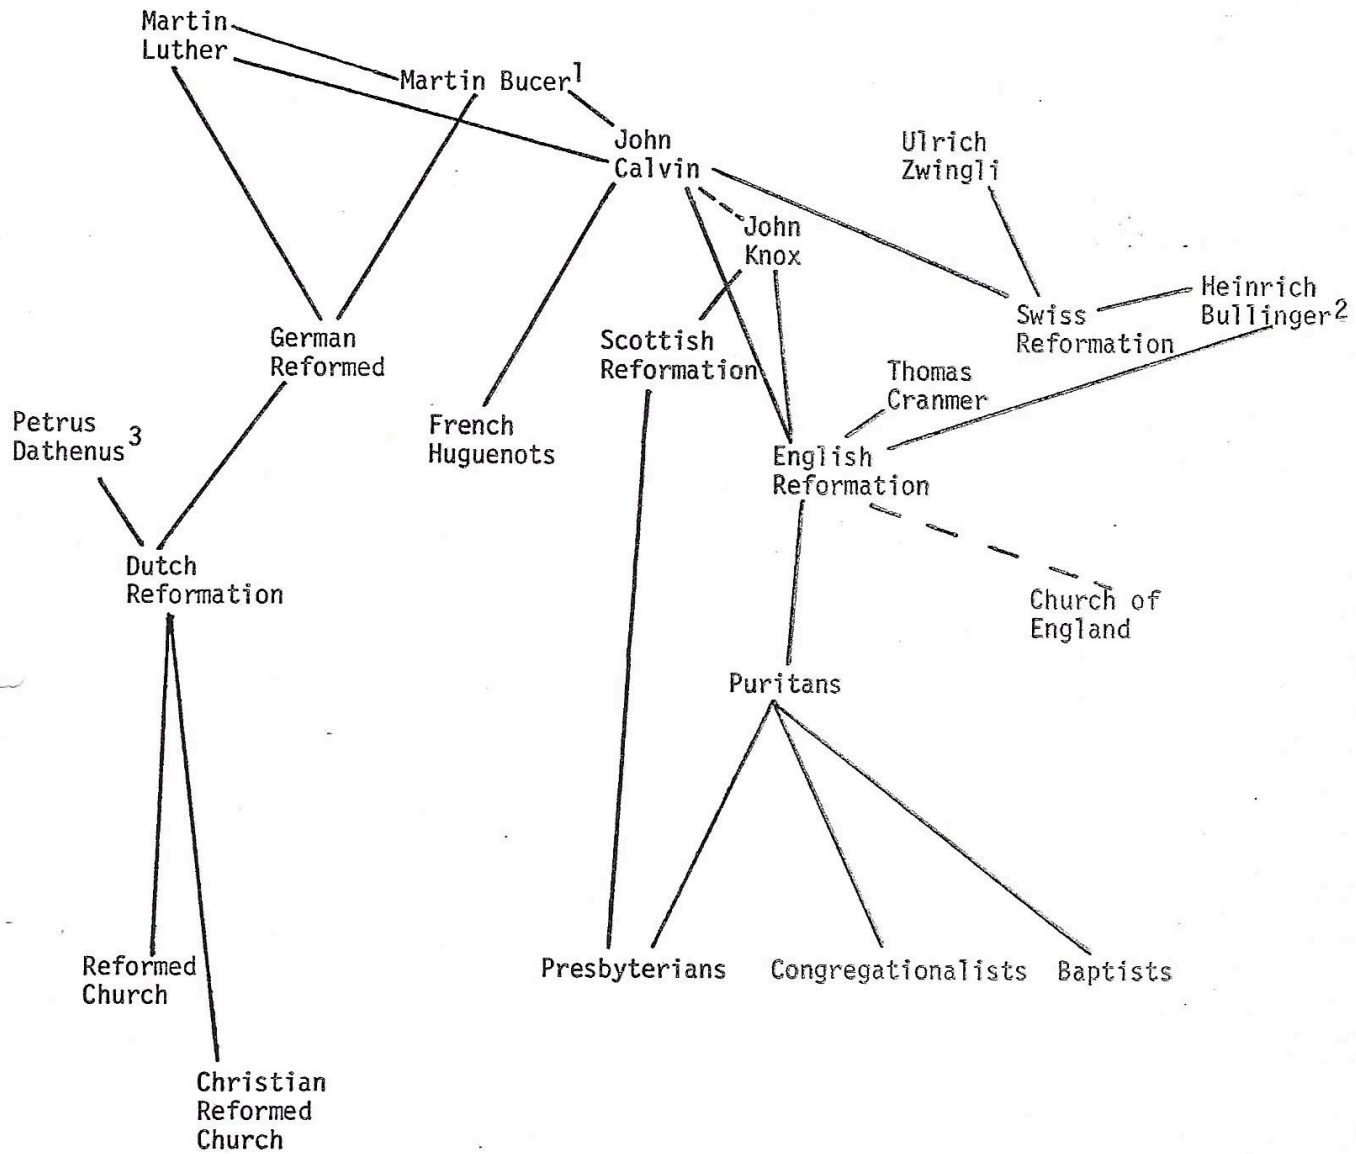 Martin
Luther
Martin Bucer1
John
Calvin
Ulrich
Zwingli
John
Knox
Heinrich
Bullinger2
Swiss
Reformation
German
Reformed
Scottish
Reformation
Thomas
Cranmer
Petrus
Dathenus3
French
Huguenots
English
Reformation
Dutch
Reformation
Church of
England
Puritans
Reformed
Church
Presbyterians
Congregationalists
Baptists
Christian
Reformed
Church